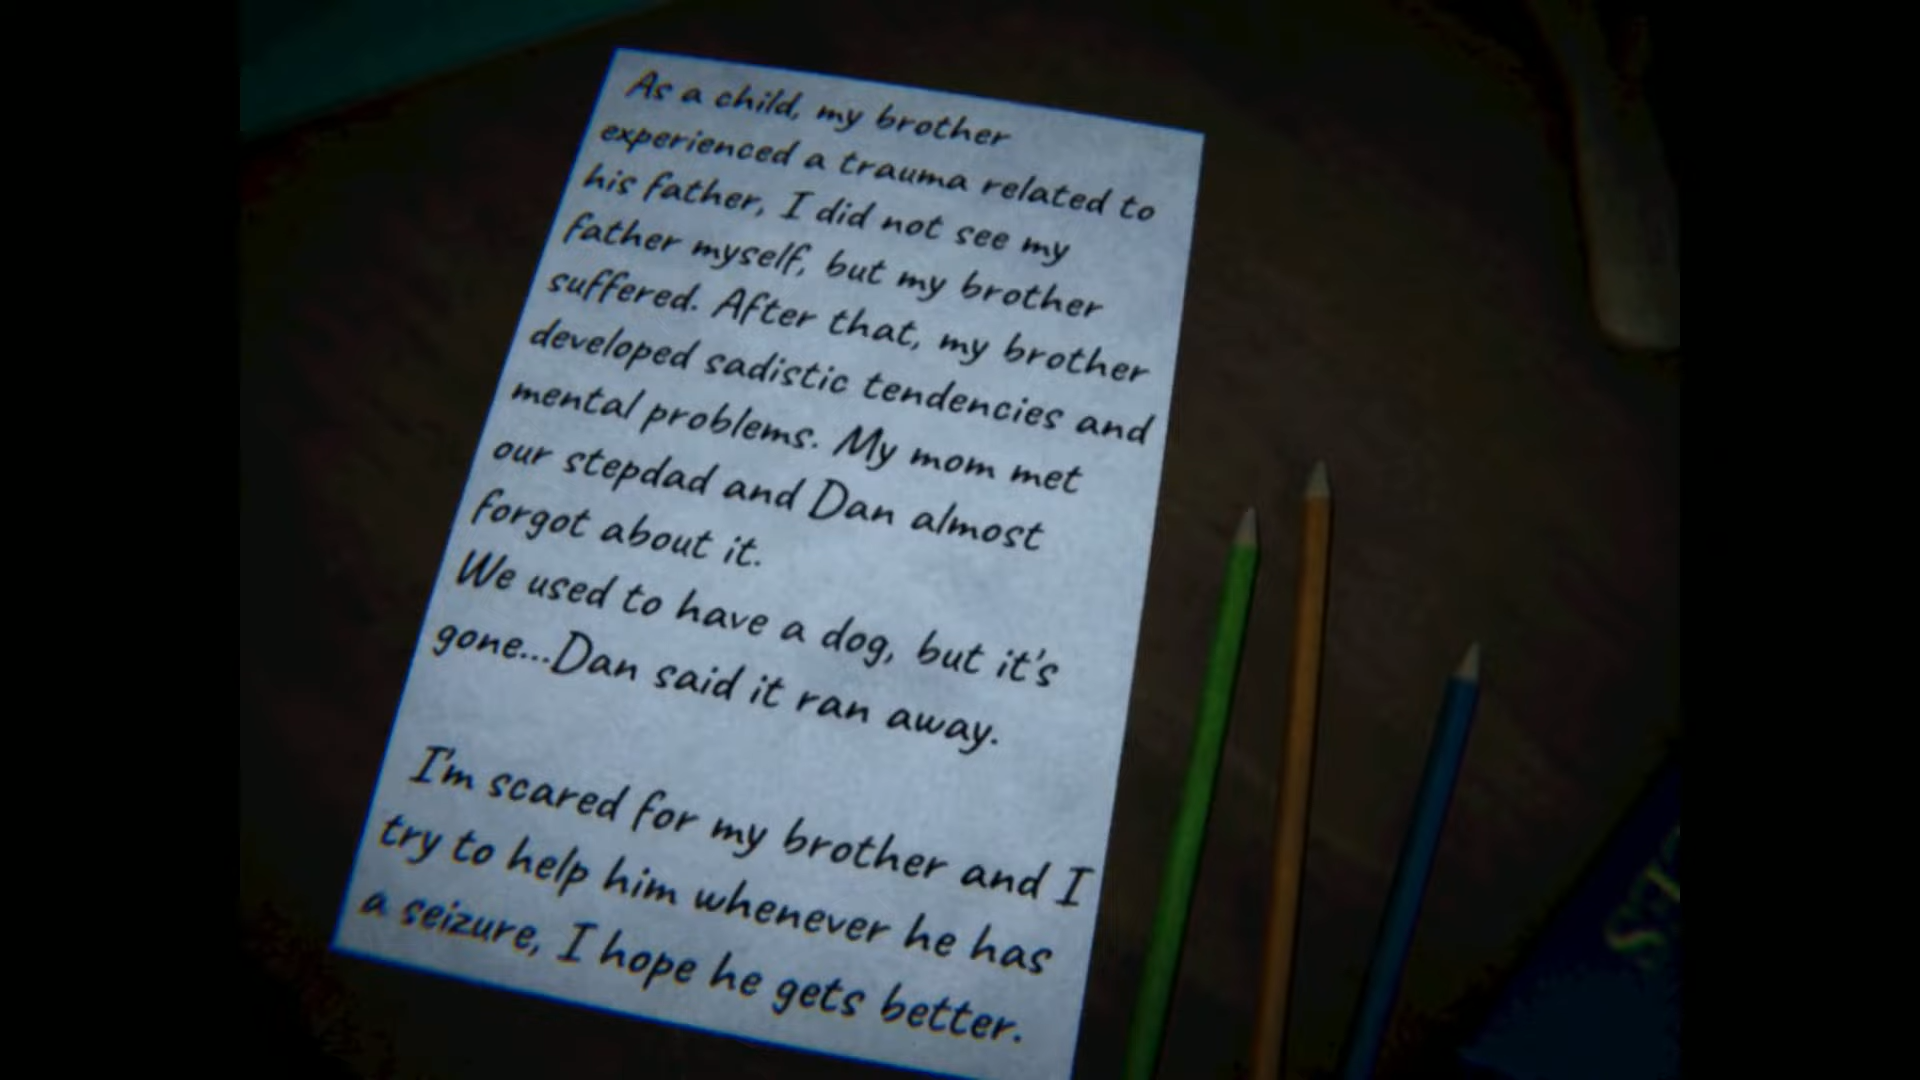 As a child, my brother
experienced a trauma related to
his father, I did not see my
father myself, but my brother
suffered. After that, my brother
developed sadistic tendencies and
mental problems. My mom met
our stepdad and Dan almost
forgot about it.
We used to have a dog, but it's
gone...Dan said it ran away.
I'm scared for my brother and I
try to help him whenever he has
a seizure, I hope he gets better.